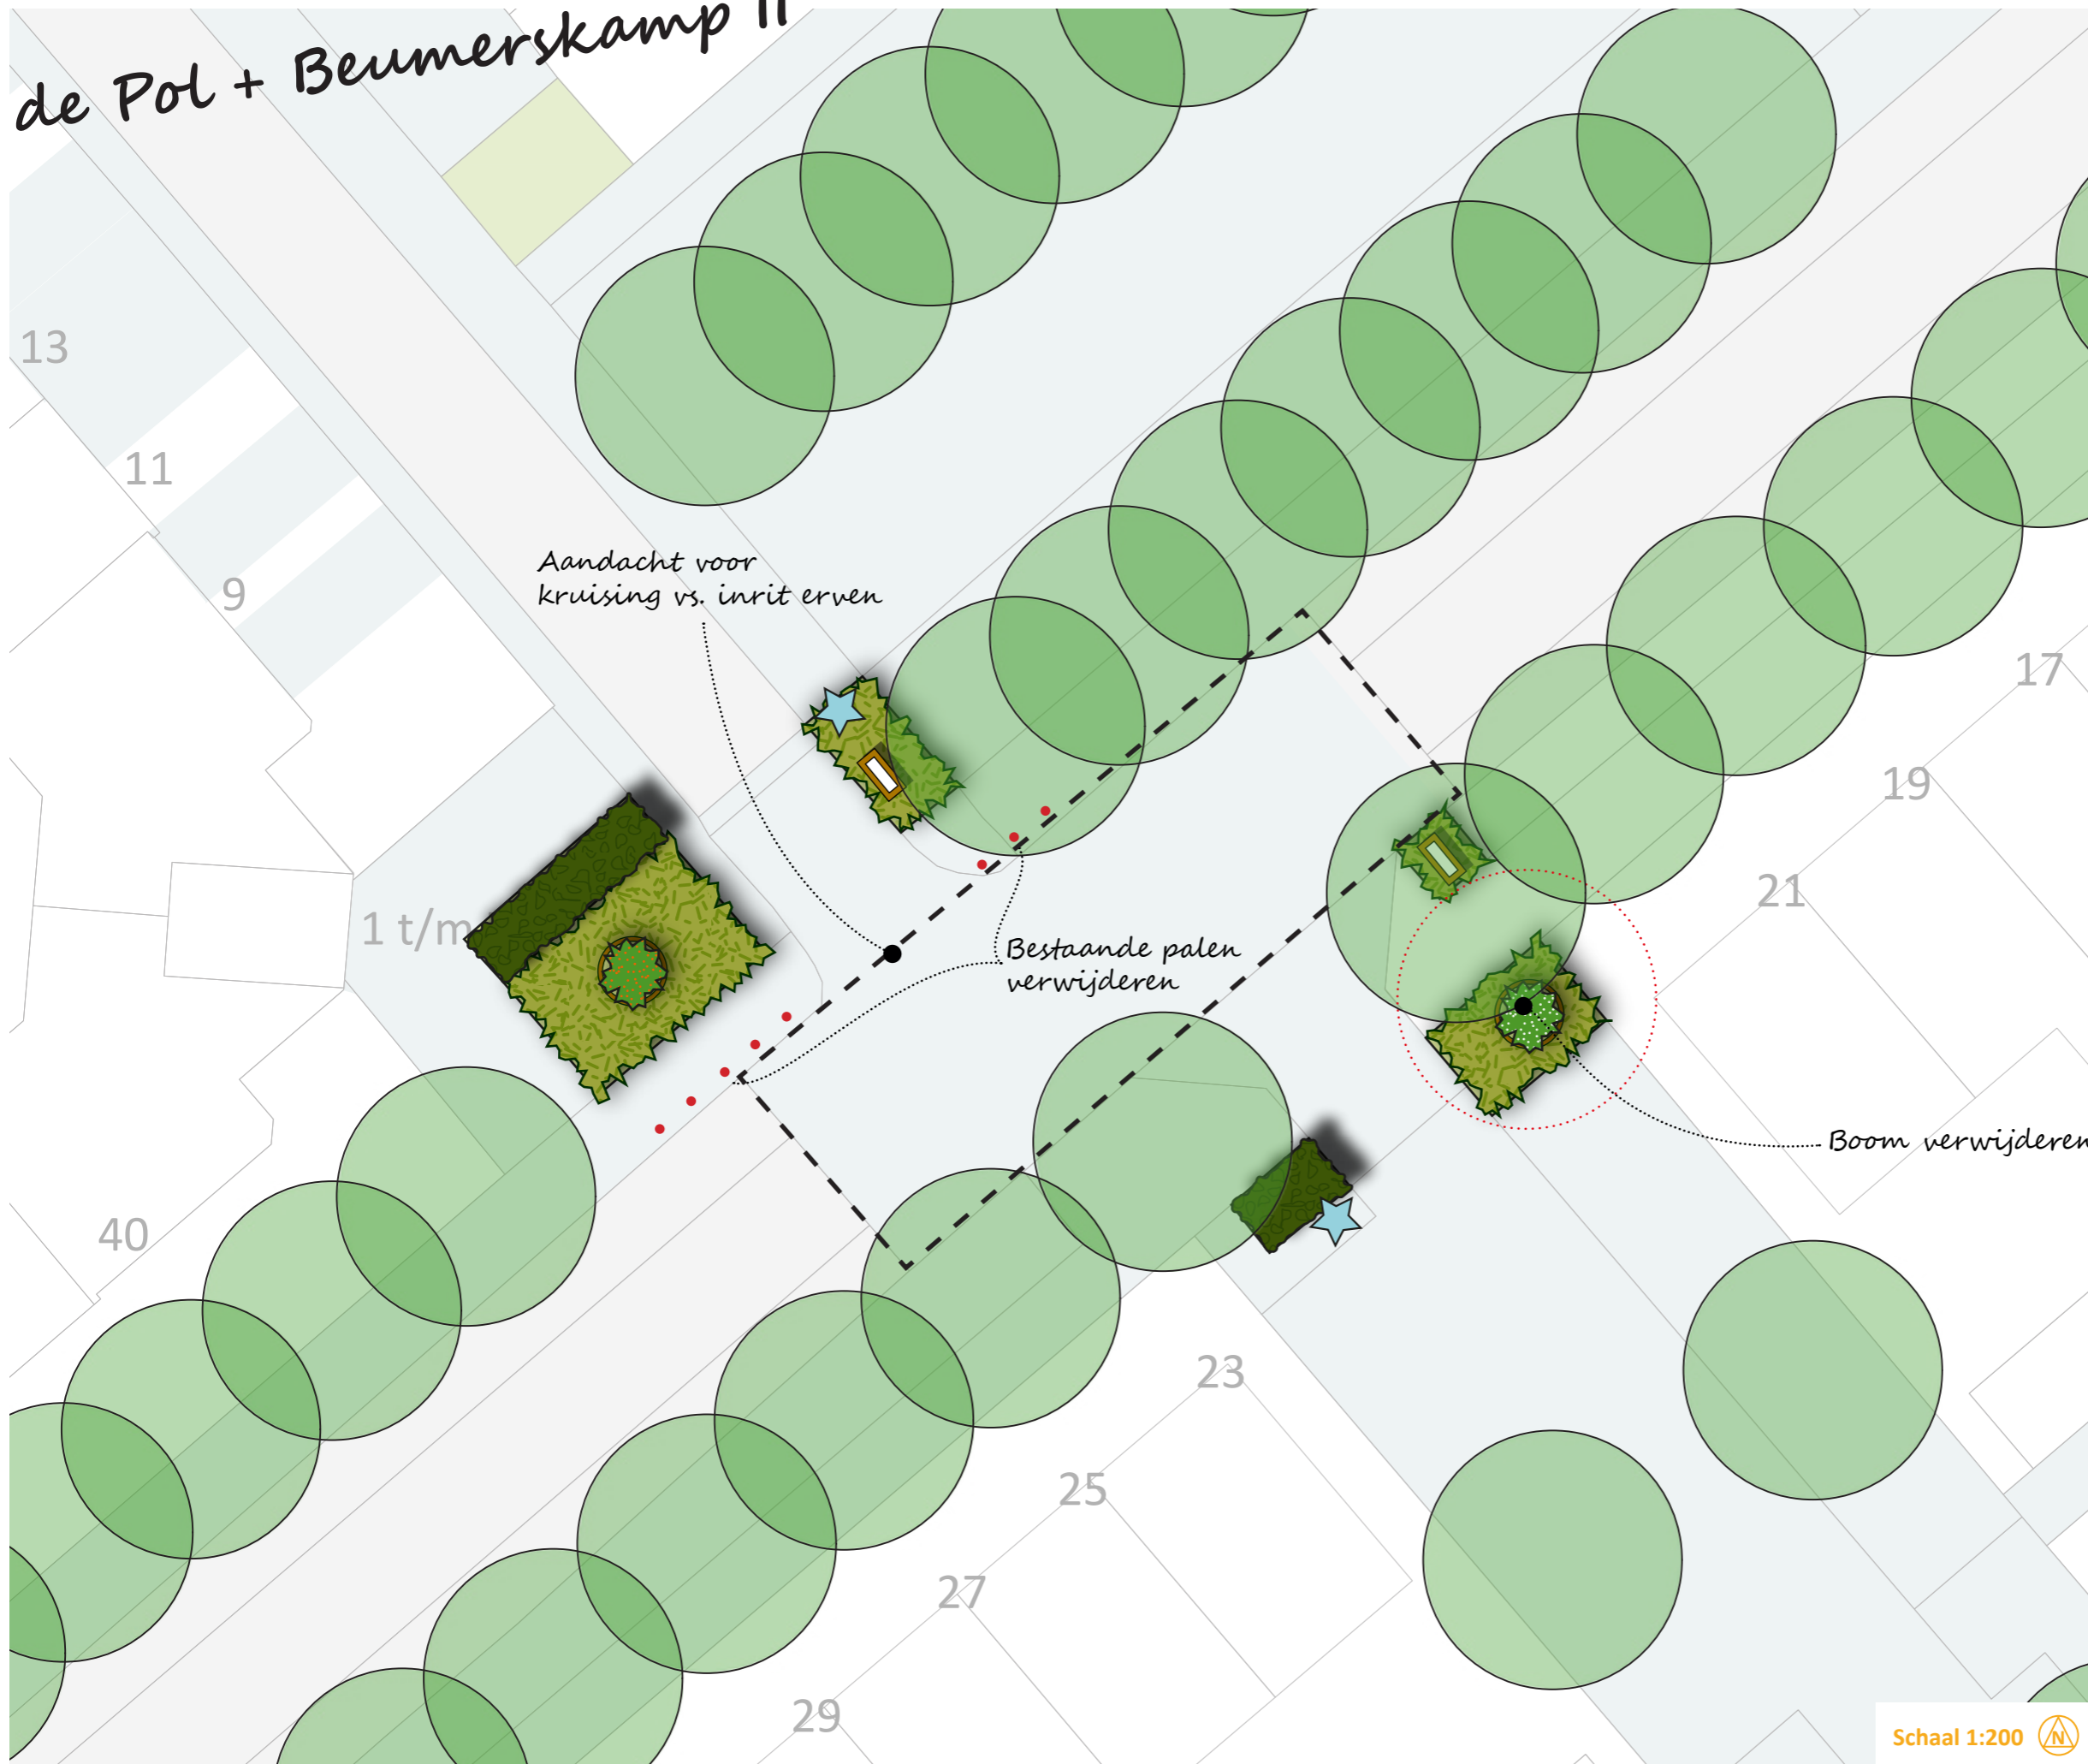 de Pol + Beumerskamp II
13
11
9
Aandacht voor
kruising vs. inrit erven
17
19
21
1 t/m
Bestaande palen
verwijderen
Boom verwijderen
40
23
25
27
29
Schaal 1:200
N